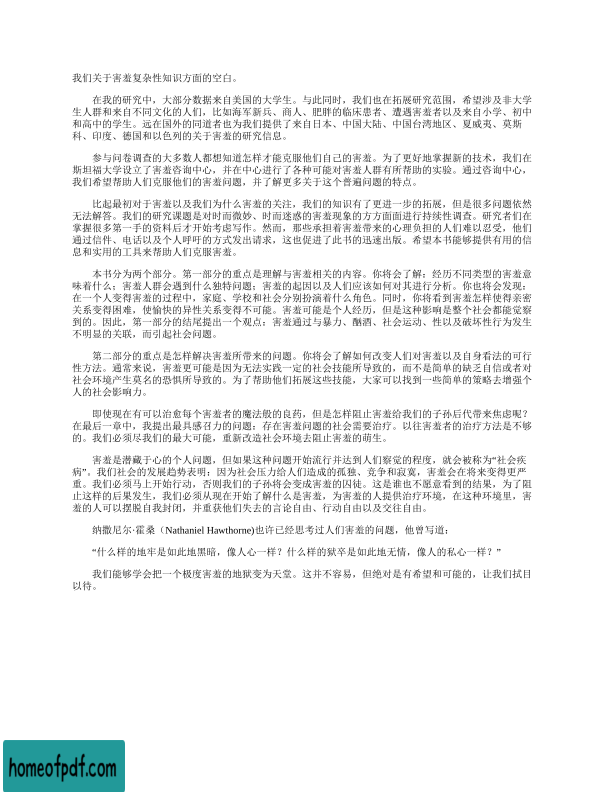 我们关于害羞复杂性知识方面的空白。
在我的研究中，大部分数据来自美国的大学生。与此同时，我们也在拓展研究范围，希望涉及非大学
生人群和来自不同文化的人们，比如海军新兵、商人、肥胖的临床患者、遭遇害羞者以及来自小学、初中
和高中的学生。远在国外的同道者也为我们提供了来自日本、中国大陆、中国台湾地区、夏威夷、莫斯
科、印度、德国和以色列的关于害羞的研究信息。
参与问卷调查的大多数人都想知道怎样才能克服他们自己的害羞。为了更好地掌握新的技术，我们在
斯坦福大学设立了害羞咨询中心，并在中心进行了各种可能对害羞人群有所帮助的实验。通过咨询中心，
我们希望帮助人们克服他们的害羞问题，并了解更多关于这个普遍问题的特点。
比起最初对于害羞以及我们为什么害羞的关注，我们的知识有了更进一步的拓展，但是很多问题依然
无法解答。我们的研究课题是对时而微妙、时而迷惑的害羞现象的方方面面进行持续性调查。研究者们在
掌握很多第一手的资料后才开始考虑写作。然而，那些承担着害羞带来的心理负担的人们难以忍受，他们
通过信件、电话以及个人呼吁的方式发出请求，这也促进了此书的迅速出版。希望本书能够提供有用的信
息和实用的工具来帮助人们克服害羞。
本书分为两个部分。第一部分的重点是理解与害羞相关的内容。你将会了解：经历不同类型的害羞意
味着什么；害羞人群会遇到什么独特问题；害羞的起因以及人们应该如何对其进行分析。你也将会发现：
在一个人变得害羞的过程中，家庭、学校和社会分别扮演着什么角色。同时，你将看到害羞怎样使得亲密
关系变得困难，使愉快的异性关系变得不可能。害羞可能是个人经历，但是这种影响是整个社会都能觉察
到的。因此，第一部分的结尾提出一个观点：害羞通过与暴力、酗酒、社会运动、性以及破坏性行为发生
不明显的关联，而引起社会问题。
第二部分的重点是怎样解决害羞所带来的问题。你将会了解如何改变人们对害羞以及自身看法的可行
性方法。通常来说，害羞更可能是因为无法实践一定的社会技能所导致的，而不是简单的缺乏自信或者对
社会环境产生莫名的恐惧所导致的。为了帮助他们拓展这些技能，大家可以找到一些简单的策略去增强个
人的社会影响力。
即使现在有可以治愈每个害羞者的魔法般的良药，但是怎样阻止害羞给我们的子孙后代带来焦虑呢？
在最后一章中，我提出最具感召力的问题：存在害羞问题的社会需要治疗。以往害羞者的治疗方法是不够
的。我们必须尽我们的最大可能，重新改造社会环境去阻止害羞的萌生。
害羞是潜藏于心的个人问题，但如果这种问题开始流行并达到人们察觉的程度，就会被称为“社会疾
病”。我们社会的发展趋势表明：因为社会压力给人们造成的孤独、竞争和寂寞，害羞会在将来变得更严
重。我们必须马上开始行动，否则我们的子孙将会变成害羞的囚徒。这是谁也不愿意看到的结果，为了阻
止这样的后果发生，我们必须从现在开始了解什么是害羞，为害羞的人提供治疗环境，在这种环境里，害
羞的人可以摆脱自我封闭，并重获他们失去的言论自由、行动自由以及交往自由。
纳撒尼尔·霍桑（Nathaniel Hawthorne)也许已经思考过人们害羞的问题，他曾写道：
“什么样的地牢是如此地黑暗，像人心一样？什么样的狱卒是如此地无情，像人的私心一样？”
我们能够学会把一个极度害羞的地狱变为天堂。这并不容易，但绝对是有希望和可能的，让我们拭目
以待。
homeofpdf.com